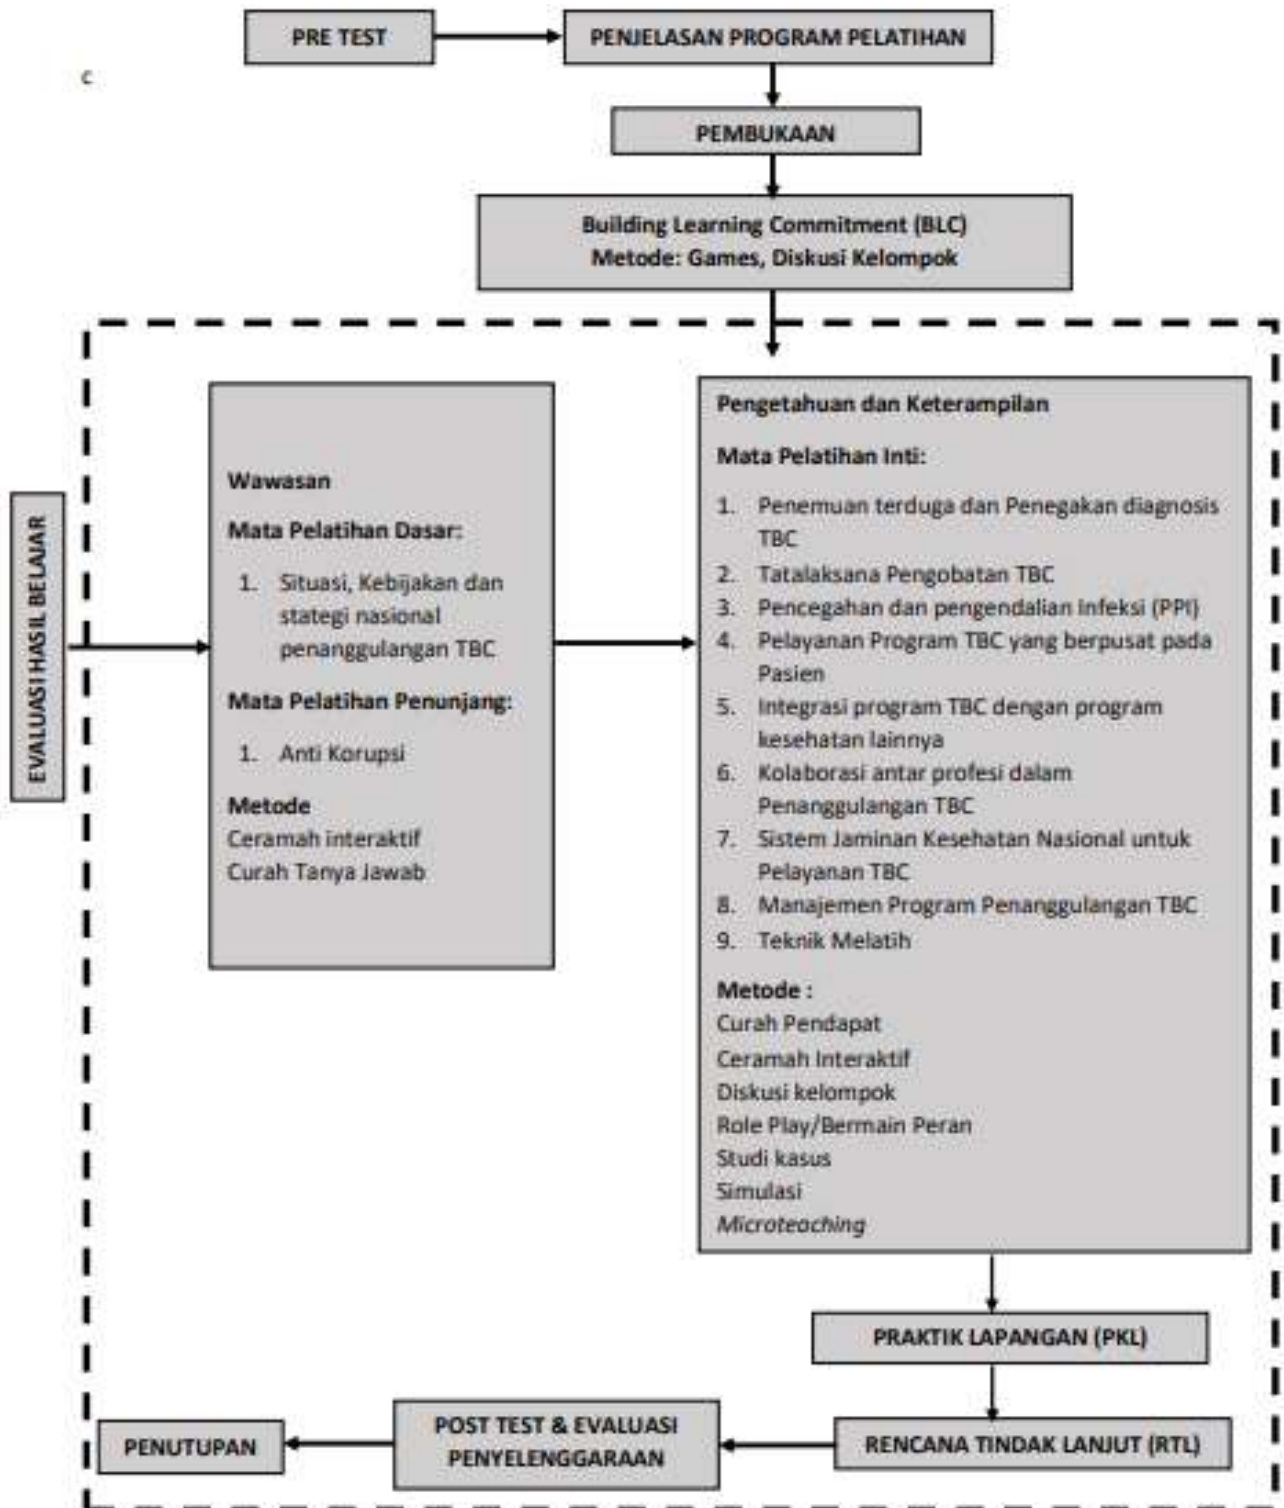 PRE TEST
PENJELASAN PROGRAM PELATIHAN
c
PEMBUKAAN
Building Learning Commitment (BLC)
Metode: Games, Diskusi Kelompok
EVALUASI HASIL BELAJAR
Wawasan
Mata Pelatihan Dasar:
1. Situasi, Kebijakan dan
stategi nasional
penanggulangan TBC
Mata Pelatihan Penunjang:
1. Anti Korupsi
Metode
Ceramah interaktif
Curah Tanya Jawab
Pengetahuan dan Keterampilan
Mata Pelatihan Inti:
1. Penemuan terduga dan Penegakan diagnosis
TBC
2. Tatalaksana Pengobatan TBC
3. Pencegahan dan pengendalian Infeksi (PPI)
4. Pelayanan Program TBC yang berpusat pada
Pasien
5. Integrasi program TBC dengan program
kesehatan lainnya
6. Kolaborasi antar profesi dalam
Penanggulangan TBC
7. Sistem Jaminan Kesehatan Nasional untuk
Pelayanan TBC
8. Manajemen Program Penanggulangan TBC
9. Teknik Melatih
Metode :
Curah Pendapat
Ceramah Interaktif
Diskusi kelompok
Role Play/Bermain Peran
Studi kasus
Simulasi
Microteaching
PRAKTIK LAPANGAN (PKL)
RENCANA TINDAK LANJUT (RTL)
POST TEST & EVALUASI
PENYELENGGARAAN
PENUTUPAN